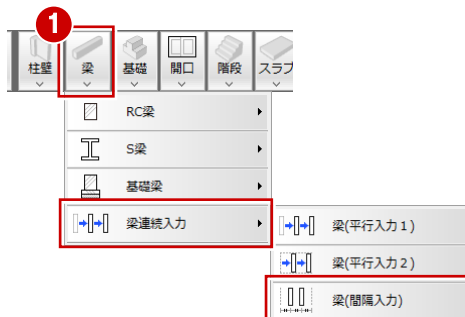 1
柱壁 梁 基礎 開口 階段 スラブ
RC梁
S梁
基礎梁
梁連続入力
梁(平行入力1)
梁(平行入力2)
梁(間隔入力)